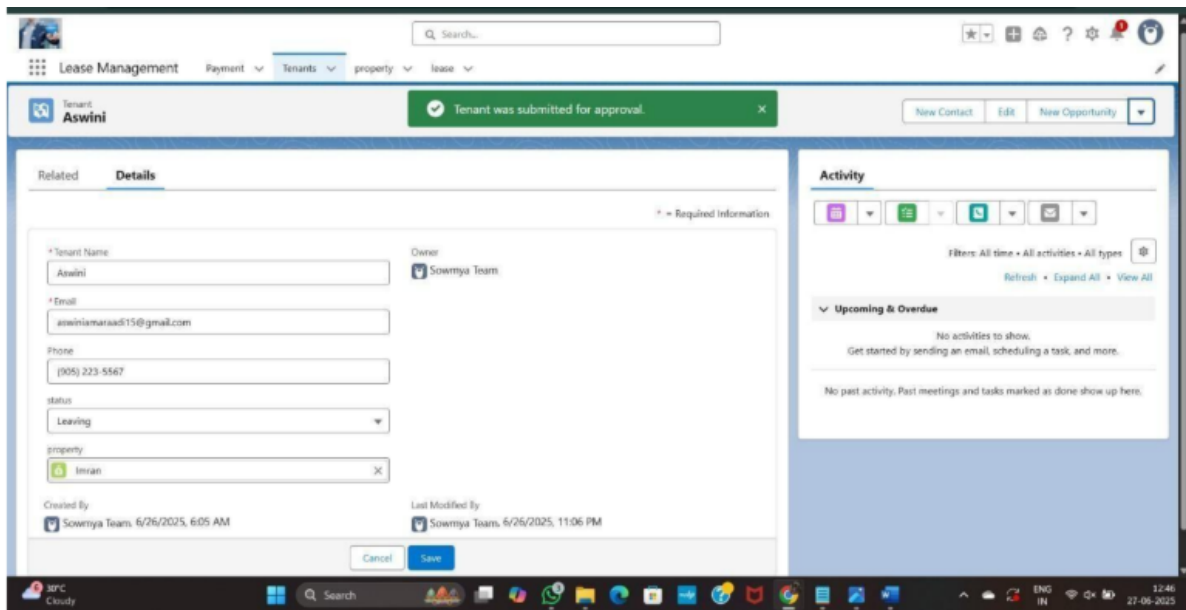 Search...
Lease Management Payment Tenants property lease
Tenant
Aswini
Tenant was submitted for approval.
New Contact Edit New Opportunity
Related Details
* = Required Information
*Tenant Name
Aswini
Owner
Sowmya Team
*Email
aswiniamaraadi15@gmail.com
Phone
(905) 223-5567
status
Leaving
property
Imran
Created By
Sowmya Team, 6/26/2025, 6:05 AM
Last Modified By
Sowmya Team, 6/26/2025, 11:06 PM
Cancel Save
Activity
Filters: All time • All activities • All types
Refresh • Expand All • View All
Upcoming & Overdue
No activities to show.
Get started by sending an email, scheduling a task, and more.
No past activity. Past meetings and tasks marked as done show up here.
30°C
Cloudy
Search
ENG
IN
12:46
27-06-2025